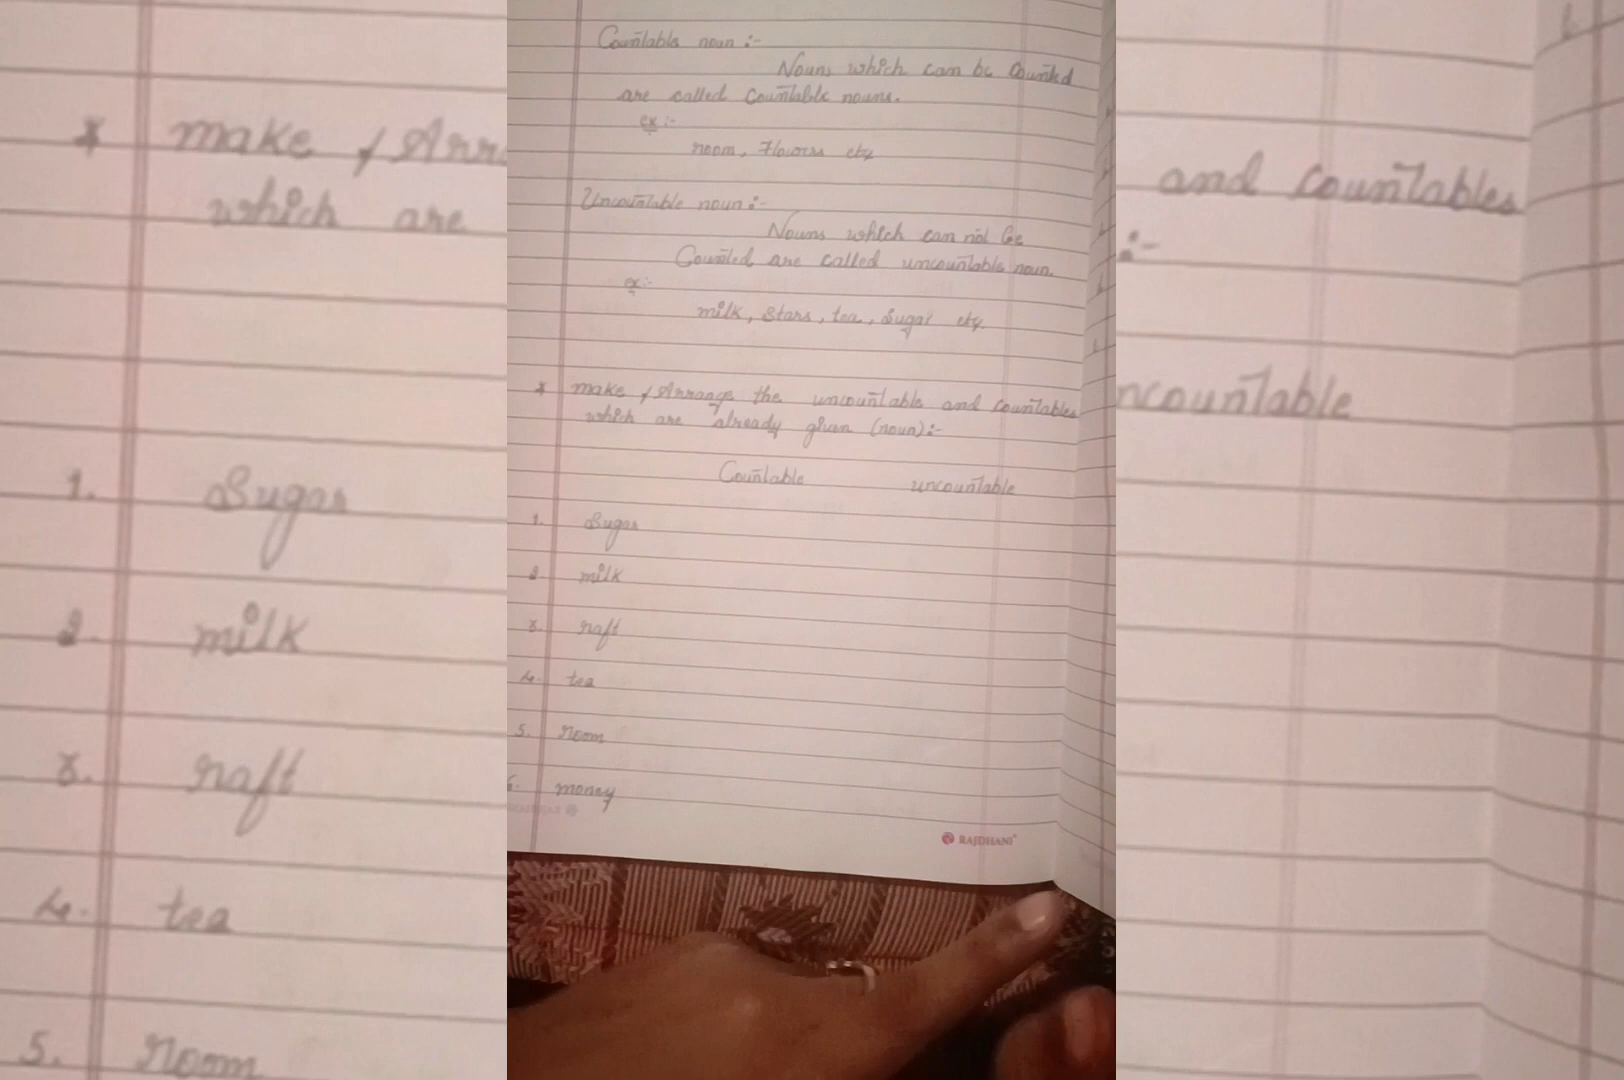 Countable noun :-
Nouns which can be Counted
are called Countable nouns.
ex :-
room, Flowers etc
Uncountable noun :-
Nouns which can not be
Counted are called uncountable noun.
ex :-
milk, stars, tea, Sugar etc
* make / Arrange the uncountable and countables
which are already given (noun) :-
Countable uncountable
1. Sugar
2. milk
3. raft
4. tea
5. room
6. money
RAJDHANI